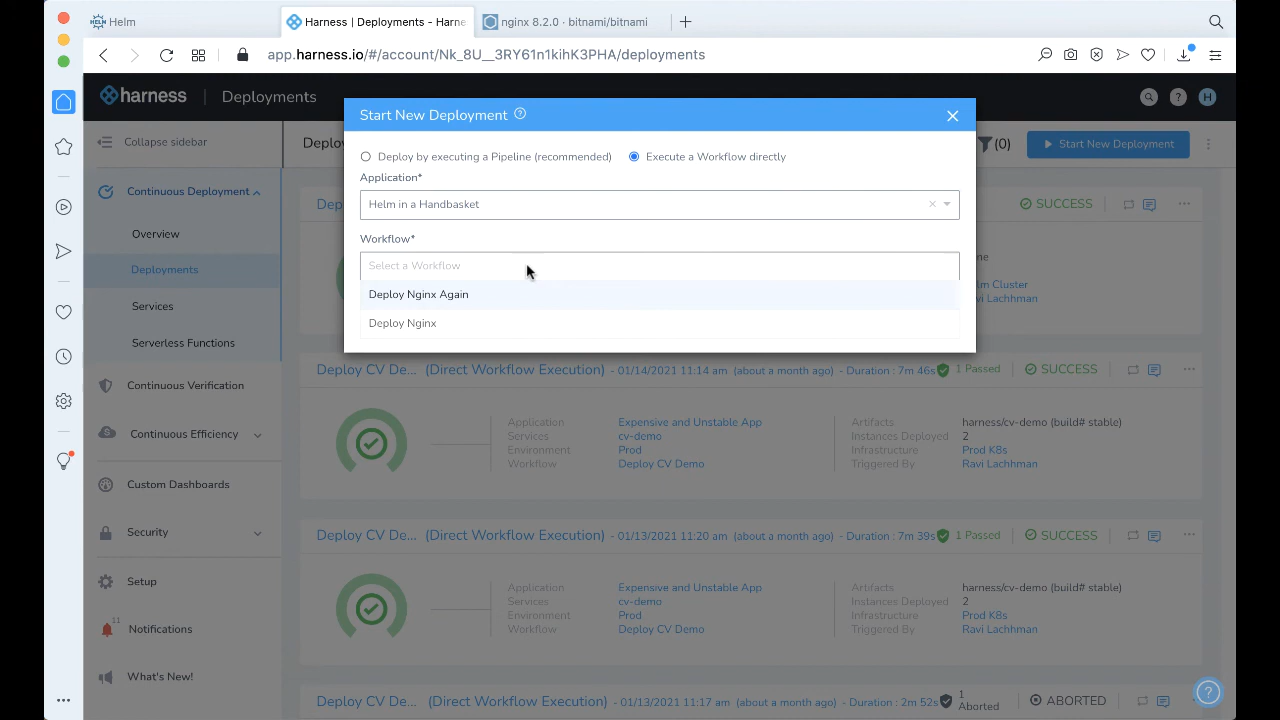 Helm
Harness | Deployments - Harne
nginx 8.2.0 · bitnami/bitnami
app.harness.io/#/account/Nk_8U__3RY61n1kihK3PHA/deployments
harness
Deployments
H
Start New Deployment
Collapse sidebar
Deploy
(0)
Start New Deployment
Deploy by executing a Pipeline (recommended)
Execute a Workflow directly
Application*
Helm in a Handbasket
Workflow*
Select a Workflow
Deploy Nginx Again
Deploy Nginx
Continuous Deployment
Overview
Deployments
Services
Serverless Functions
Continuous Verification
Continuous Efficiency
Custom Dashboards
Security
Setup
11
Notifications
What's New!
Dep
SUCCESS
ne
lm Cluster
vi Lachhman
Deploy CV De... (Direct Workflow Execution) - 01/14/2021 11:14 am (about a month ago) - Duration : 7m 46s
1 Passed
SUCCESS
Application Expensive and Unstable App
Services cv-demo
Environment Prod
Workflow Deploy CV Demo
Artifacts harness/cv-demo (build# stable)
Instances Deployed 2
Infrastructure Prod K8s
Triggered By Ravi Lachhman
Deploy CV De... (Direct Workflow Execution) - 01/13/2021 11:20 am (about a month ago) - Duration : 7m 39s
1 Passed
SUCCESS
Application Expensive and Unstable App
Services cv-demo
Environment Prod
Workflow Deploy CV Demo
Artifacts harness/cv-demo (build# stable)
Instances Deployed 2
Infrastructure Prod K8s
Triggered By Ravi Lachhman
Deploy CV De... (Direct Workflow Execution) - 01/13/2021 11:17 am (about a month ago) - Duration : 2m 52s
1
Aborted
ABORTED